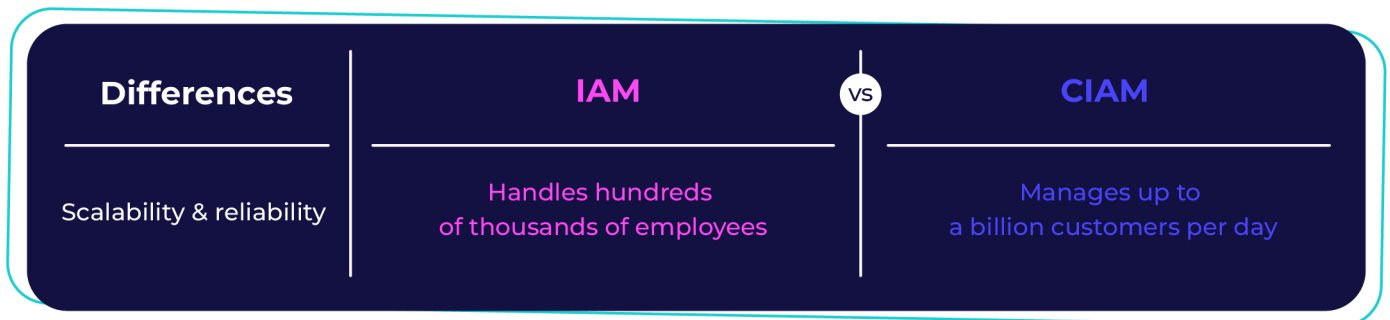 Differences
IAM
VS
CIAM
Scalability & reliability
Handles hundreds
of thousands of employees
Manages up to
a billion customers per day